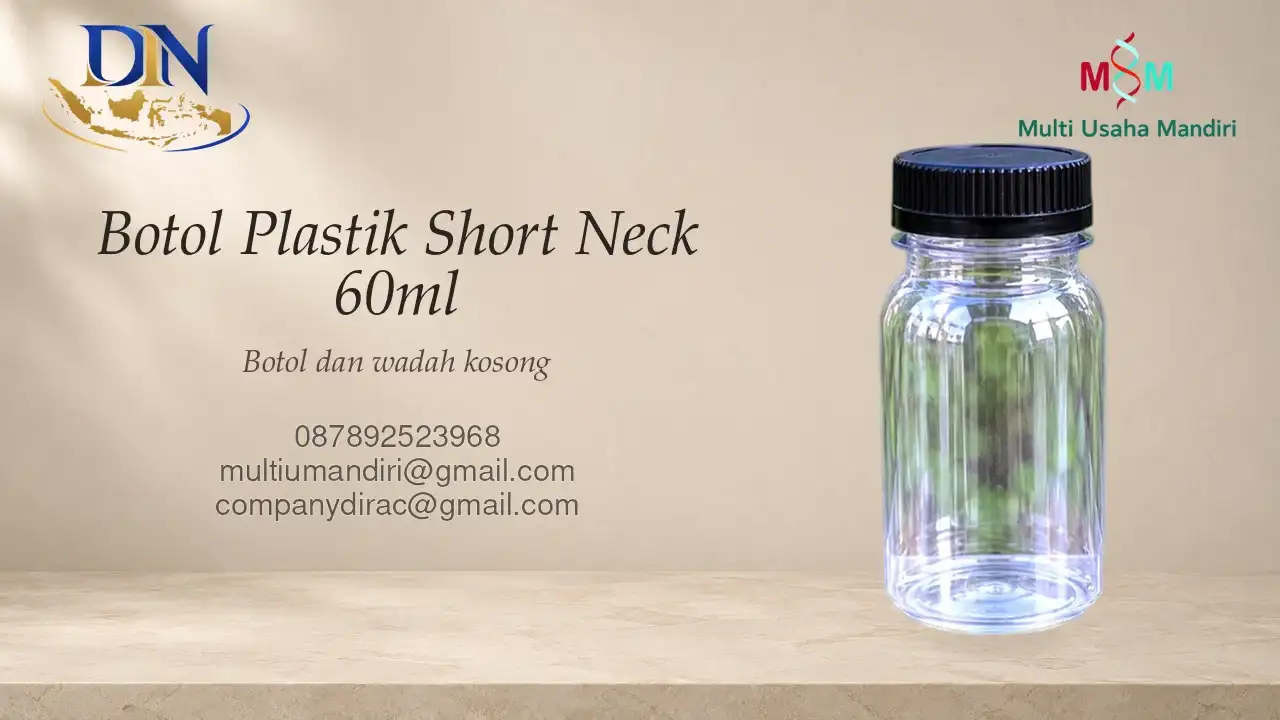 DN
MSM
Multi Usaha Mandiri
Botol Plastik Short Neck
60ml
Botol dan wadah kosong
087892523968
multiumandiri@gmail.com
companydirac@gmail.com